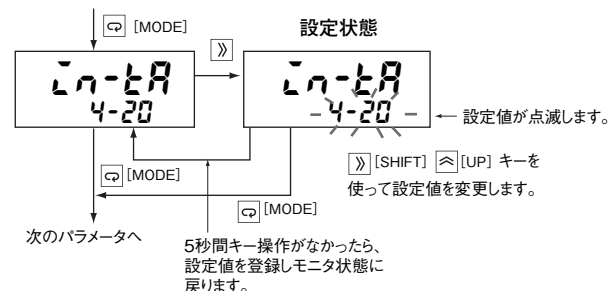 [MODE]
設定状態
in-tA
4-20
in-tA
4-20
設定値が点滅します。
[SHIFT] [UP] キーを
使って設定値を変更します。
[MODE]
[MODE]
次のパラメータへ
5秒間キー操作がなかったら、
設定値を登録しモニタ状態に
戻ります。